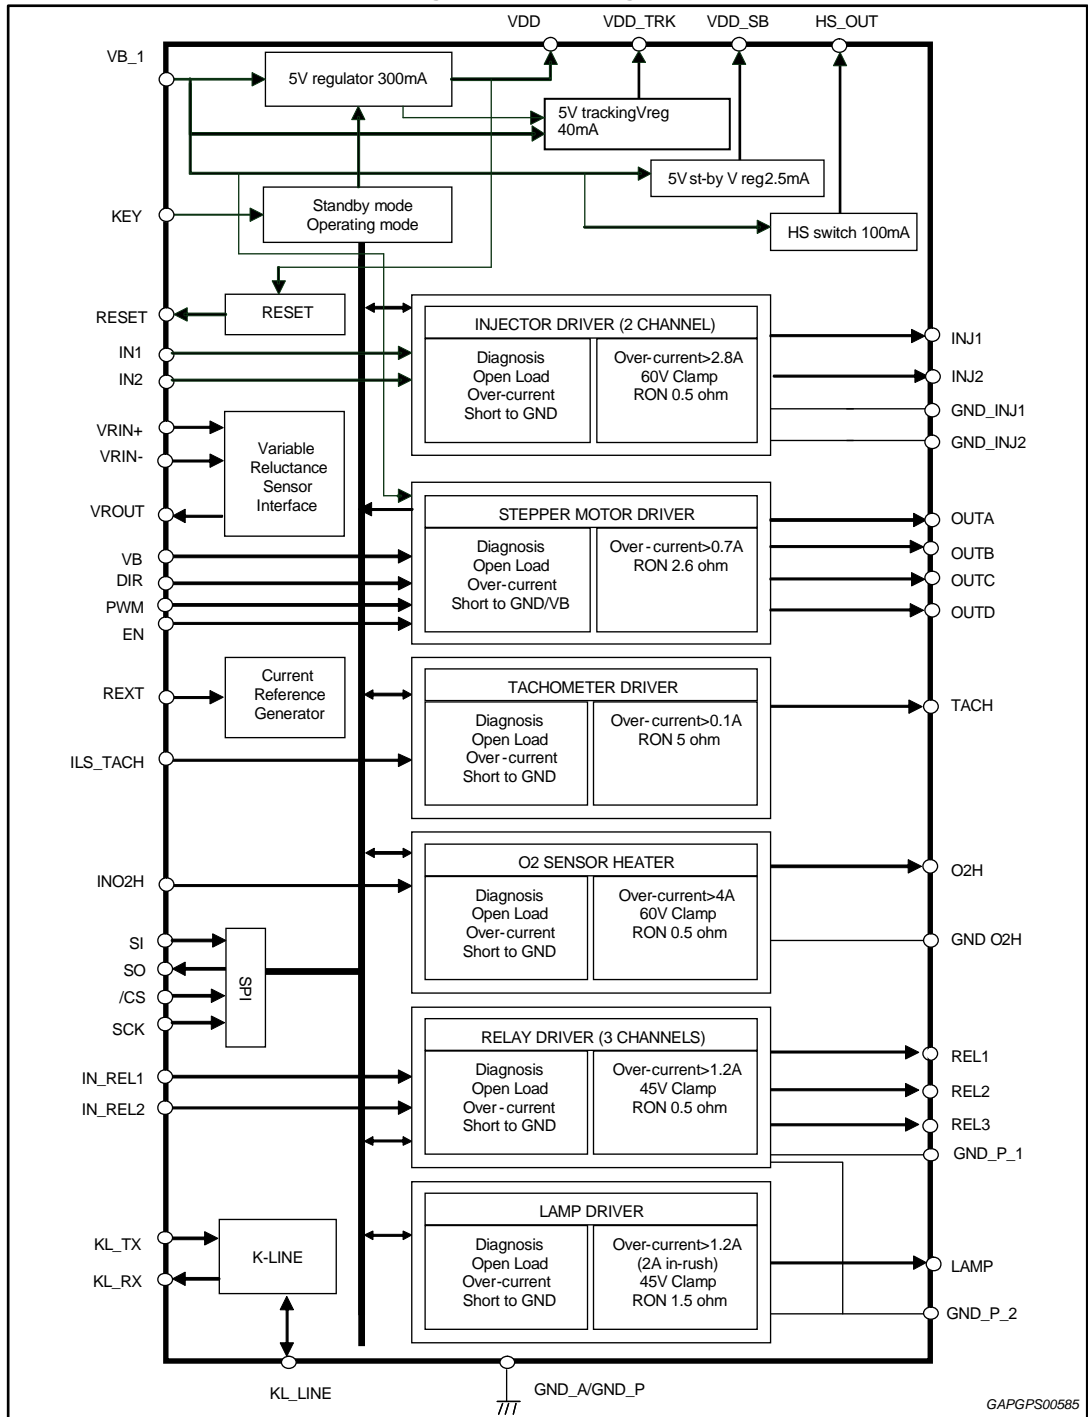 VDD VDD_TRK VDD_SB HS_OUT
VB_1
5V regulator 300mA
5V trackingVreg
40mA
5V st-by V reg2.5mA
KEY
Standby mode
Operating mode
HS switch 100mA
RESET
RESET
IN1
IN2
INJECTOR DRIVER (2 CHANNEL)
Diagnosis
Open Load
Over-current
Short to GND
Over-current>2.8A
60V Clamp
RON 0.5 ohm
INJ1
INJ2
GND_INJ1
GND_INJ2
VRIN+
VRIN-
VROUT
Variable
Reluctance
Sensor
Interface
VB
DIR
PWM
EN
STEPPER MOTOR DRIVER
Diagnosis
Open Load
Over-current
Short to GND/VB
Over-current>0.7A
RON 2.6 ohm
OUTA
OUTB
OUTC
OUTD
REXT
Current
Reference
Generator
ILS_TACH
TACHOMETER DRIVER
Diagnosis
Open Load
Over-current
Short to GND
Over-current>0.1A
RON 5 ohm
TACH
INO2H
O2 SENSOR HEATER
Diagnosis
Open Load
Over-current
Short to GND
Over-current>4A
60V Clamp
RON 0.5 ohm
O2H
GND O2H
SI
SO
/CS
SCK
SPI
IN_REL1
IN_REL2
RELAY DRIVER (3 CHANNELS)
Diagnosis
Open Load
Over-current
Short to GND
Over-current>1.2A
45V Clamp
RON 0.5 ohm
REL1
REL2
REL3
GND_P_1
KL_TX
KL_RX
K-LINE
LAMP DRIVER
Diagnosis
Open Load
Over-current
Short to GND
Over-current>1.2A
(2A in-rush)
45V Clamp
RON 1.5 ohm
LAMP
GND_P_2
KL_LINE
GND_A/GND_P
GAPGPS00585